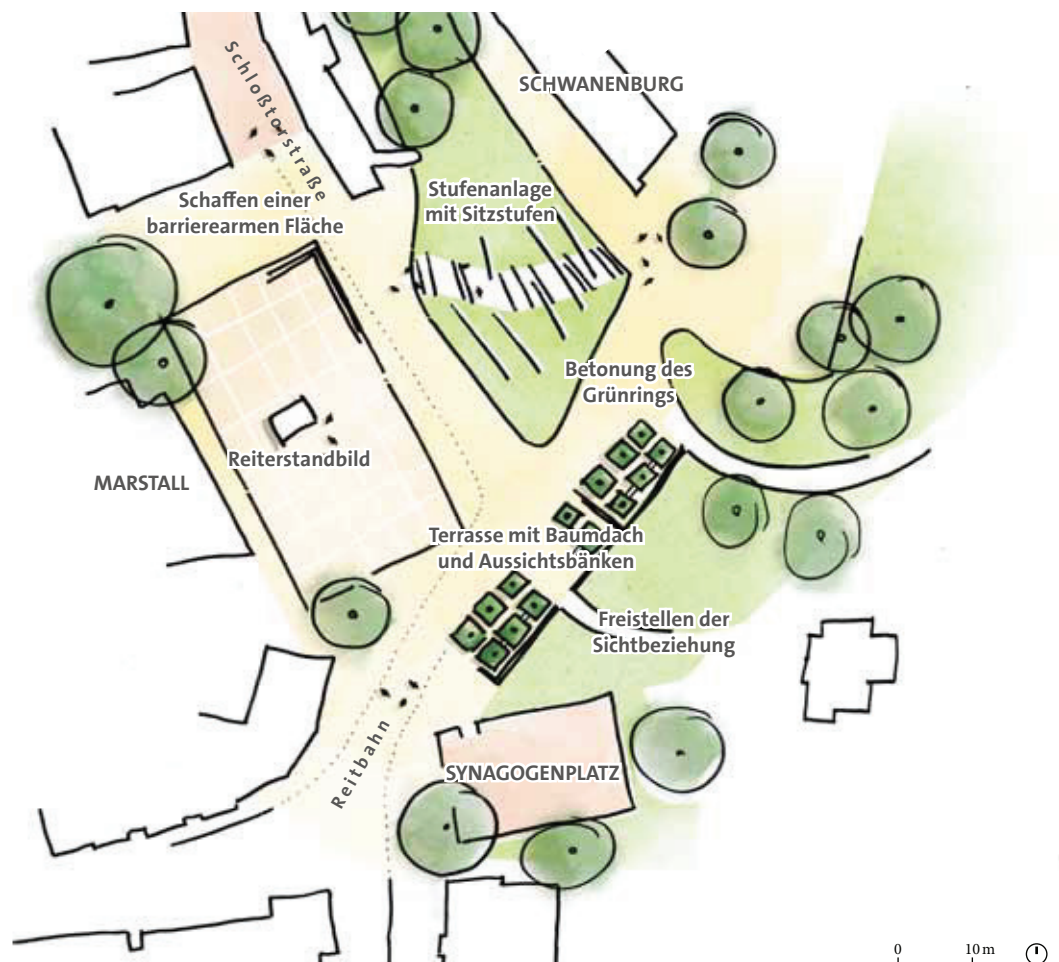 Schloßtorstraße
SCHWANENBURG
Schaffen einer
barrierearmen Fläche
Stufenanlage
mit Sitzstufen
Betonung des
Grünrings
Reiterstandbild
MARSTALL
Terrasse mit Baumdach
und Aussichtsbänken
Freistellen der
Sichtbeziehung
Reitbahn
SYNAGOGENPLATZ
0 10 m